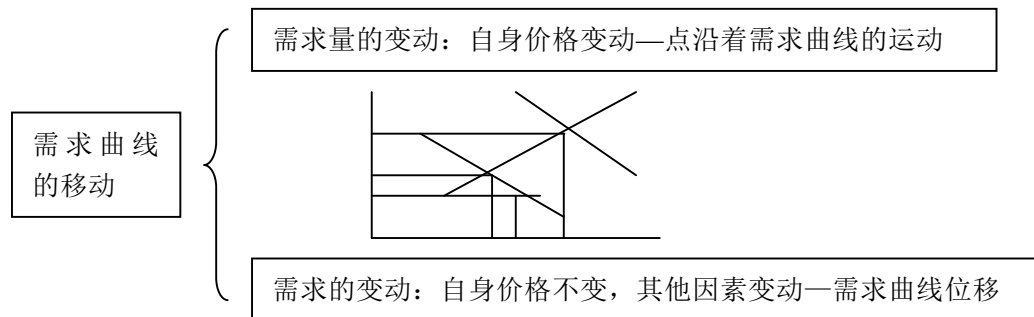 需求量的变动：自身价格变动—点沿着需求曲线的运动
需求曲线
的移动
需求的变动：自身价格不变，其他因素变动—需求曲线位移